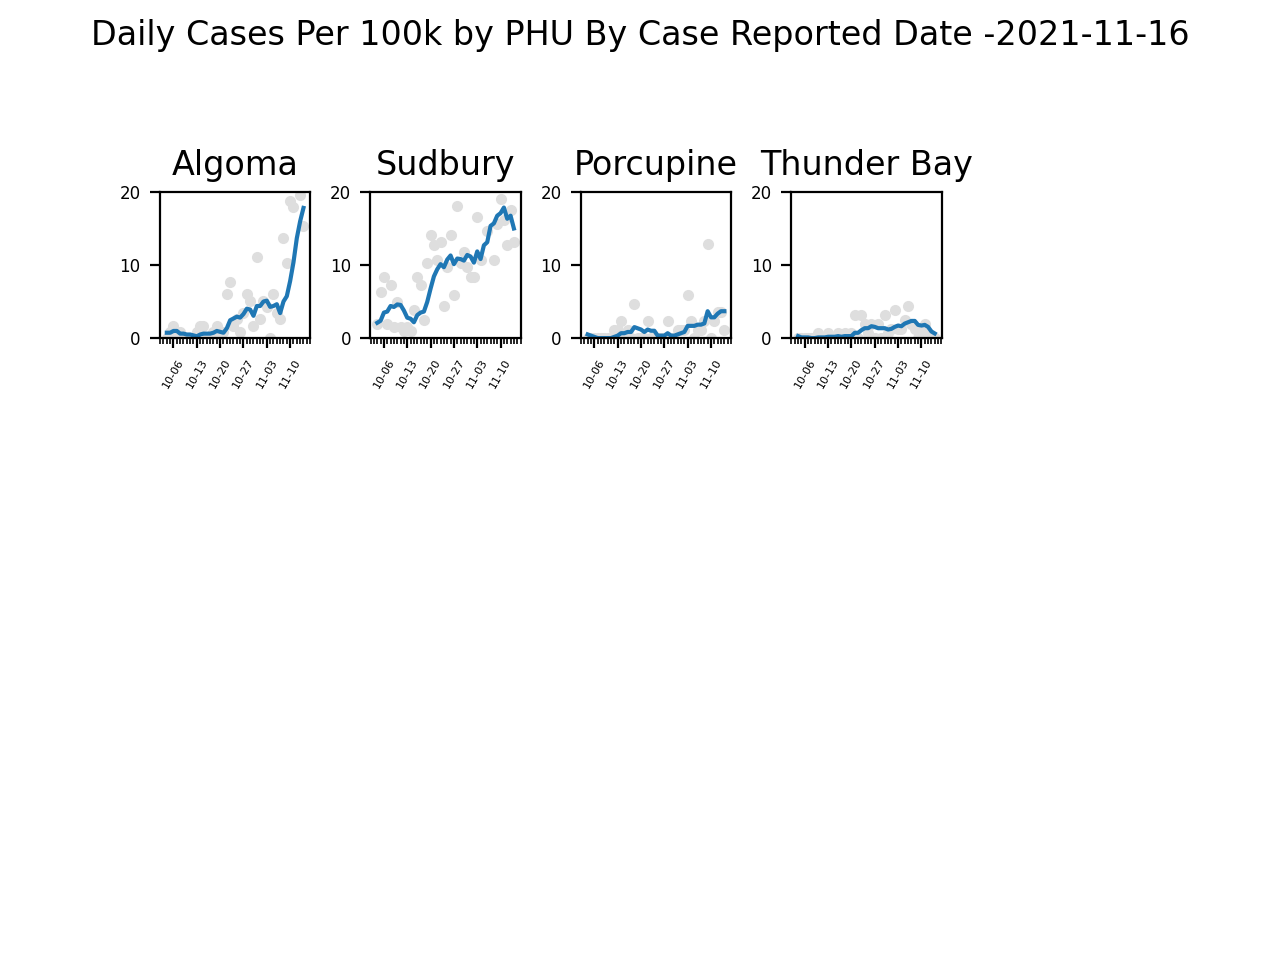 Daily Cases Per 100k by PHU By Case Reported Date -2021-11-16
Algoma Sudbury Porcupine Thunder Bay
20 20 20 20
10 10 10 10
0 0 0 0
10-06 10-13 10-20 10-27 11-03 11-10 10-06 10-13 10-20 10-27 11-03 11-10 10-06 10-13 10-20 10-27 11-03 11-10 10-06 10-13 10-20 10-27 11-03 11-10